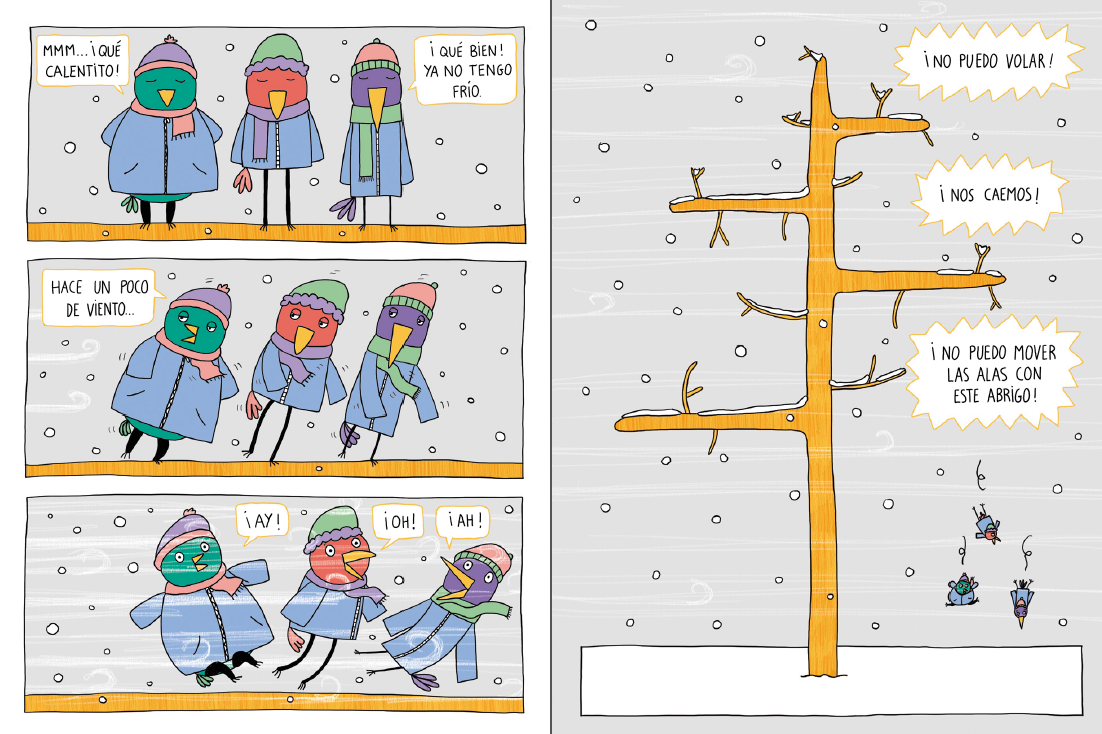 MMM...¡QUÉ
CALENTITO!
¡QUÉ BIEN!
YA NO TENGO
FRÍO.
HACE UN POCO
DE VIENTO...
¡AY!
¡OH!
¡AH!
¡NO PUEDO VOLAR!
¡NOS CAEMOS!
¡NO PUEDO MOVER
LAS ALAS CON
ESTE ABRIGO!